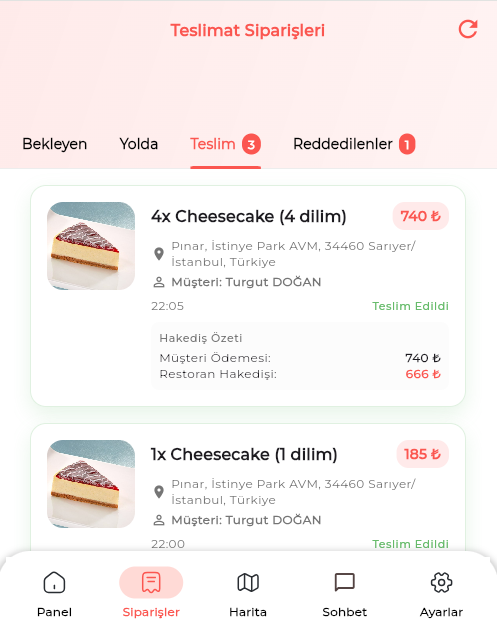 Teslimat Siparişleri
Bekleyen
Yolda
Teslim 3
Reddedilenler 1
4x Cheesecake (4 dilim)
740 ₺
Pınar, İstinye Park AVM, 34460 Sarıyer/
İstanbul, Türkiye
Müşteri: Turgut DOĞAN
22:05
Teslim Edildi
Hakediş Özeti
Müşteri Ödemesi:
740 ₺
Restoran Hakedişi:
666 ₺
1x Cheesecake (1 dilim)
185 ₺
Pınar, İstinye Park AVM, 34460 Sarıyer/
İstanbul, Türkiye
Müşteri: Turgut DOĞAN
22:00
Teslim Edildi
Panel
Siparişler
Harita
Sohbet
Ayarlar